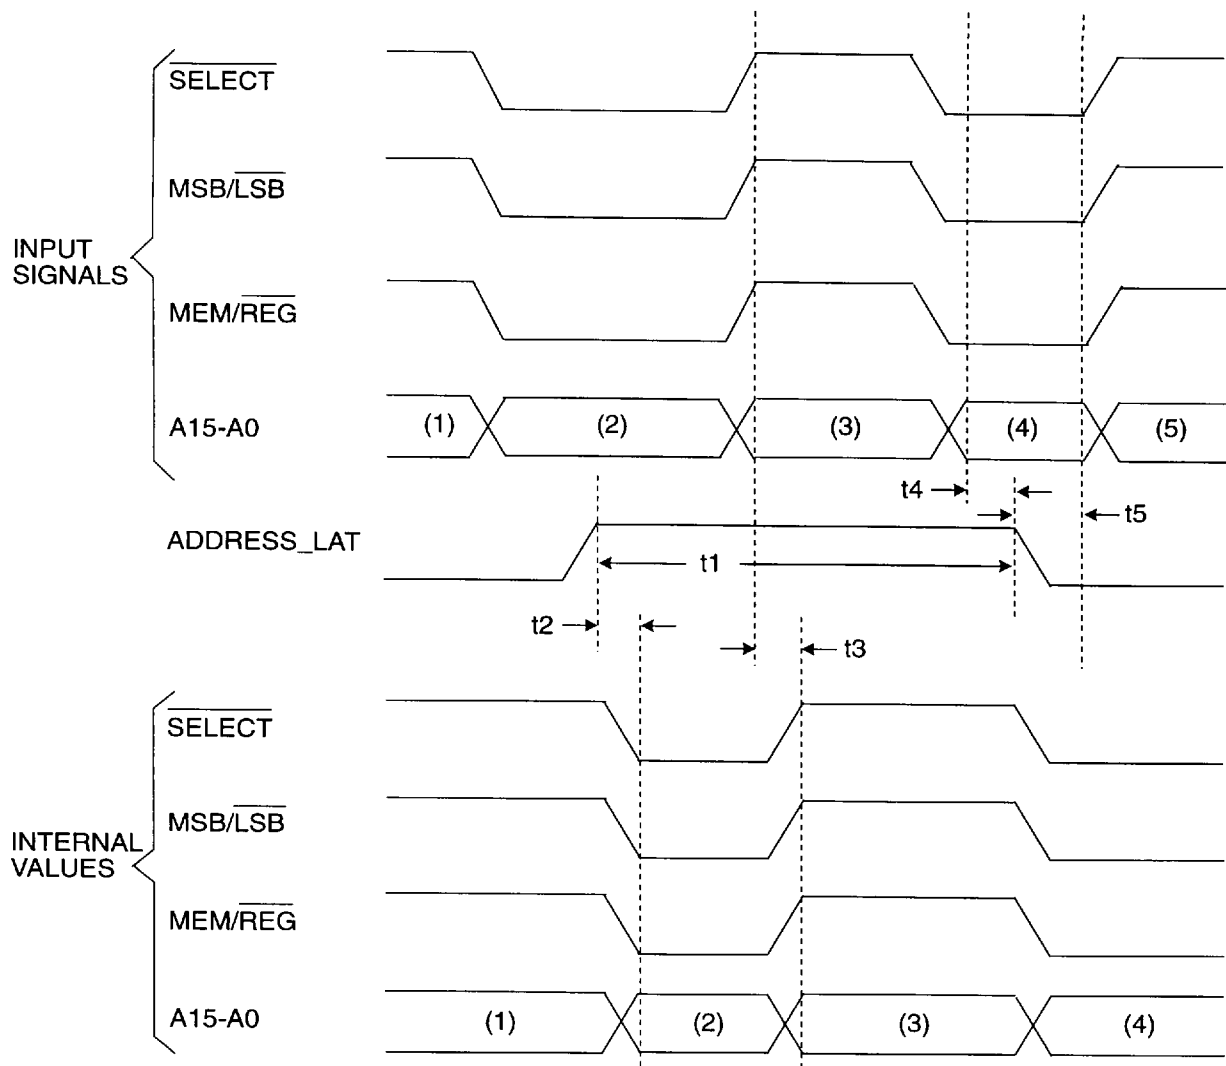 SELECT
MSB/LSB
INPUT
SIGNALS
MEM/REG
A15-A0
(1) (2) (3) (4) (5)
t4 t5
ADDRESS_LAT
t1
t2 t3
SELECT
MSB/LSB
INTERNAL
VALUES
MEM/REG
A15-A0
(1) (2) (3) (4)